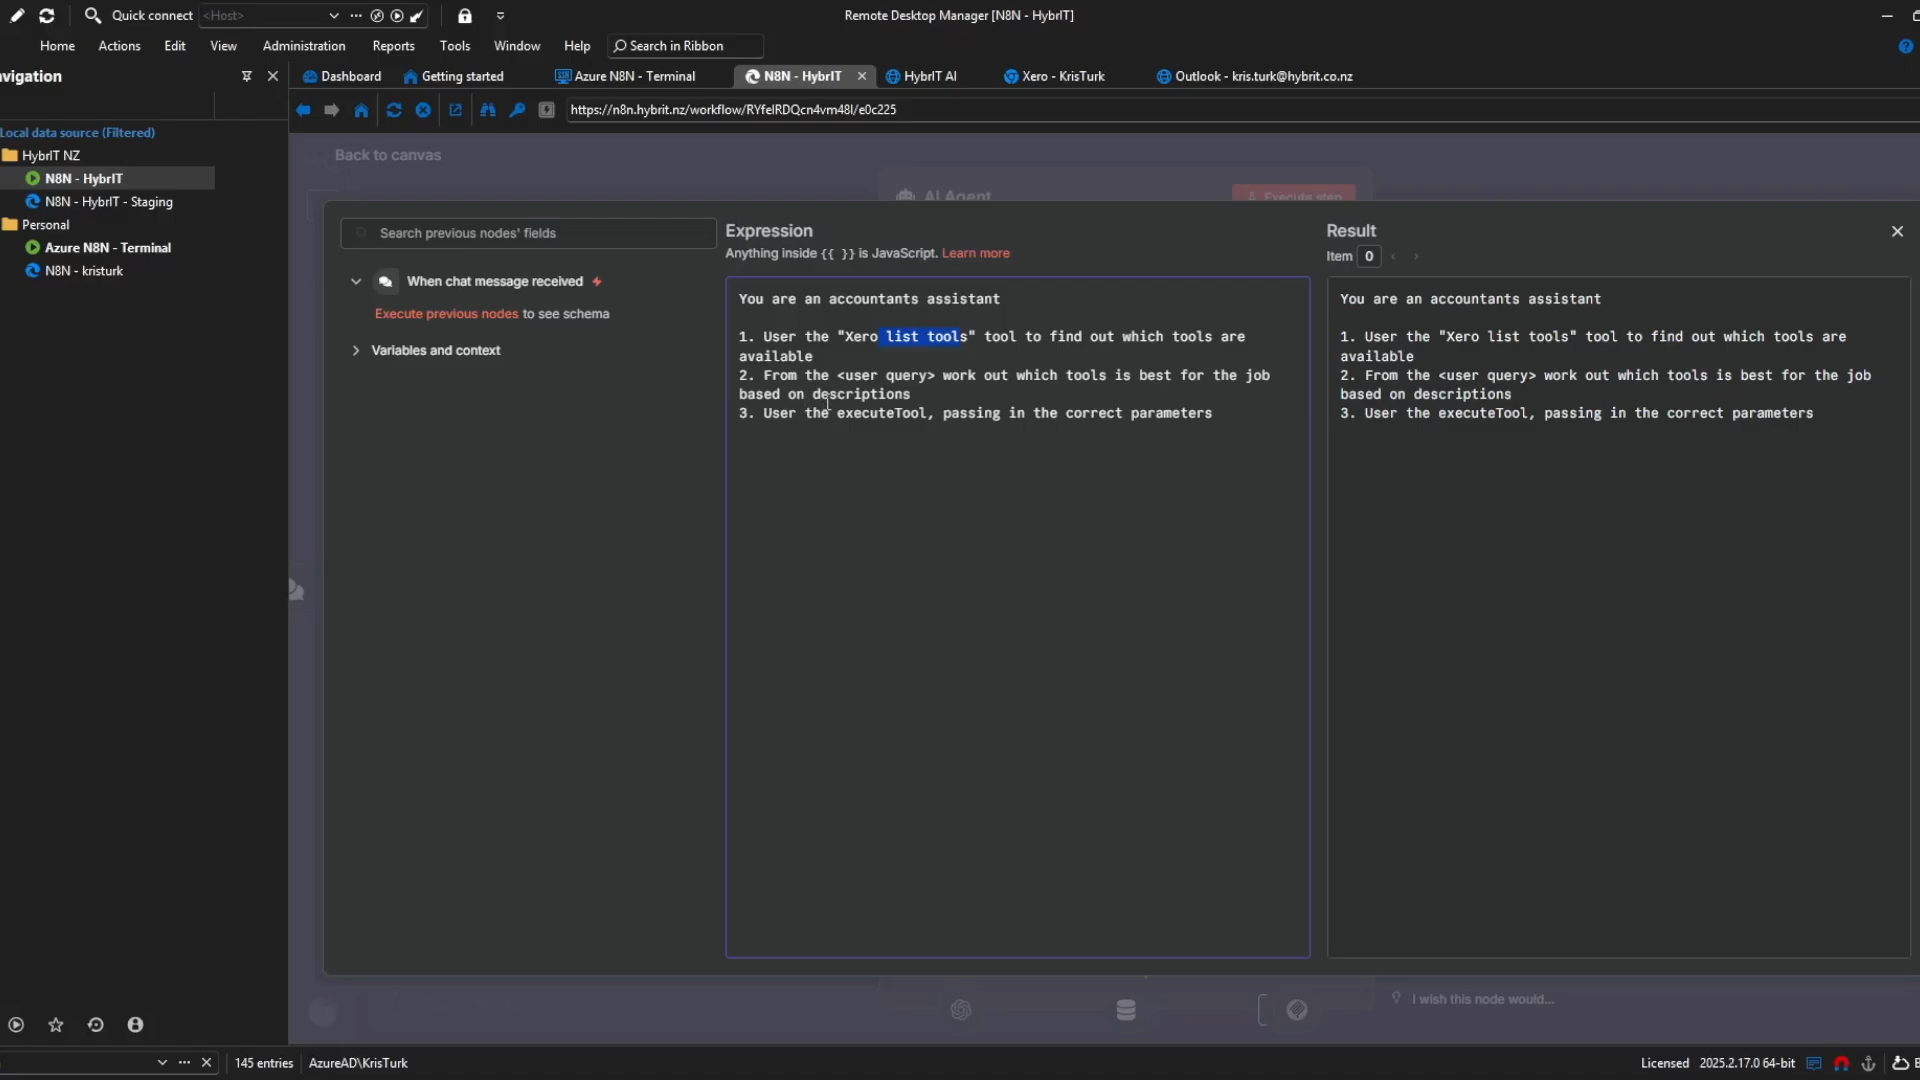 Quick connect
<Host>
Remote Desktop Manager [N8N - HybrIT]
Home
Actions
Edit
View
Administration
Reports
Tools
Window
Help
Search in Ribbon
avigation
Dashboard
Getting started
Azure N8N - Terminal
N8N - HybrIT
HybrIT AI
Xero - KrisTurk
Outlook - kris.turk@hybrit.co.nz
https://n8n.hybrit.nz/workflow/RYfelRDQcn4vm48l/e0c225
Local data source (Filtered)
HybrIT NZ
N8N - HybrIT
N8N - HybrIT - Staging
Personal
Azure N8N - Terminal
N8N - kristurk
Back to canvas
AI Agent
Execute step
Search previous nodes' fields
When chat message received
Execute previous nodes to see schema
Variables and context
Expression
Anything inside {{ }} is JavaScript. Learn more
You are an accountants assistant
1. User the "Xero list tools" tool to find out which tools are
available
2. From the <user query> work out which tools is best for the job
based on descriptions
3. User the executeTool, passing in the correct parameters
Result
Item 0
You are an accountants assistant
1. User the "Xero list tools" tool to find out which tools are
available
2. From the <user query> work out which tools is best for the job
based on descriptions
3. User the executeTool, passing in the correct parameters
I wish this node would...
145 entries
AzureAD\KrisTurk
Licensed
2025.2.17.0 64-bit